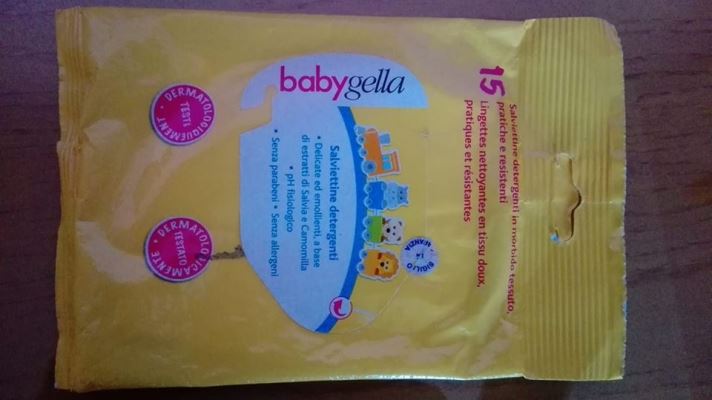 15
Salviettine detergenti in morbido tessuto,
pratiche e resistenti
Lingettes nettoyantes en tissu doux,
pratiques et résistantes
babygella
SIGILLO
Salviettine detergenti
• Delicate ed emollienti, a base
di estratti di Salvia e Camomilla
• pH fisiologico
• Senza parabeni • Senza allergeni
DERMATOLOGIQUEMENT
TESTÉ
DERMATOLOGICAMENTE
TESTATO